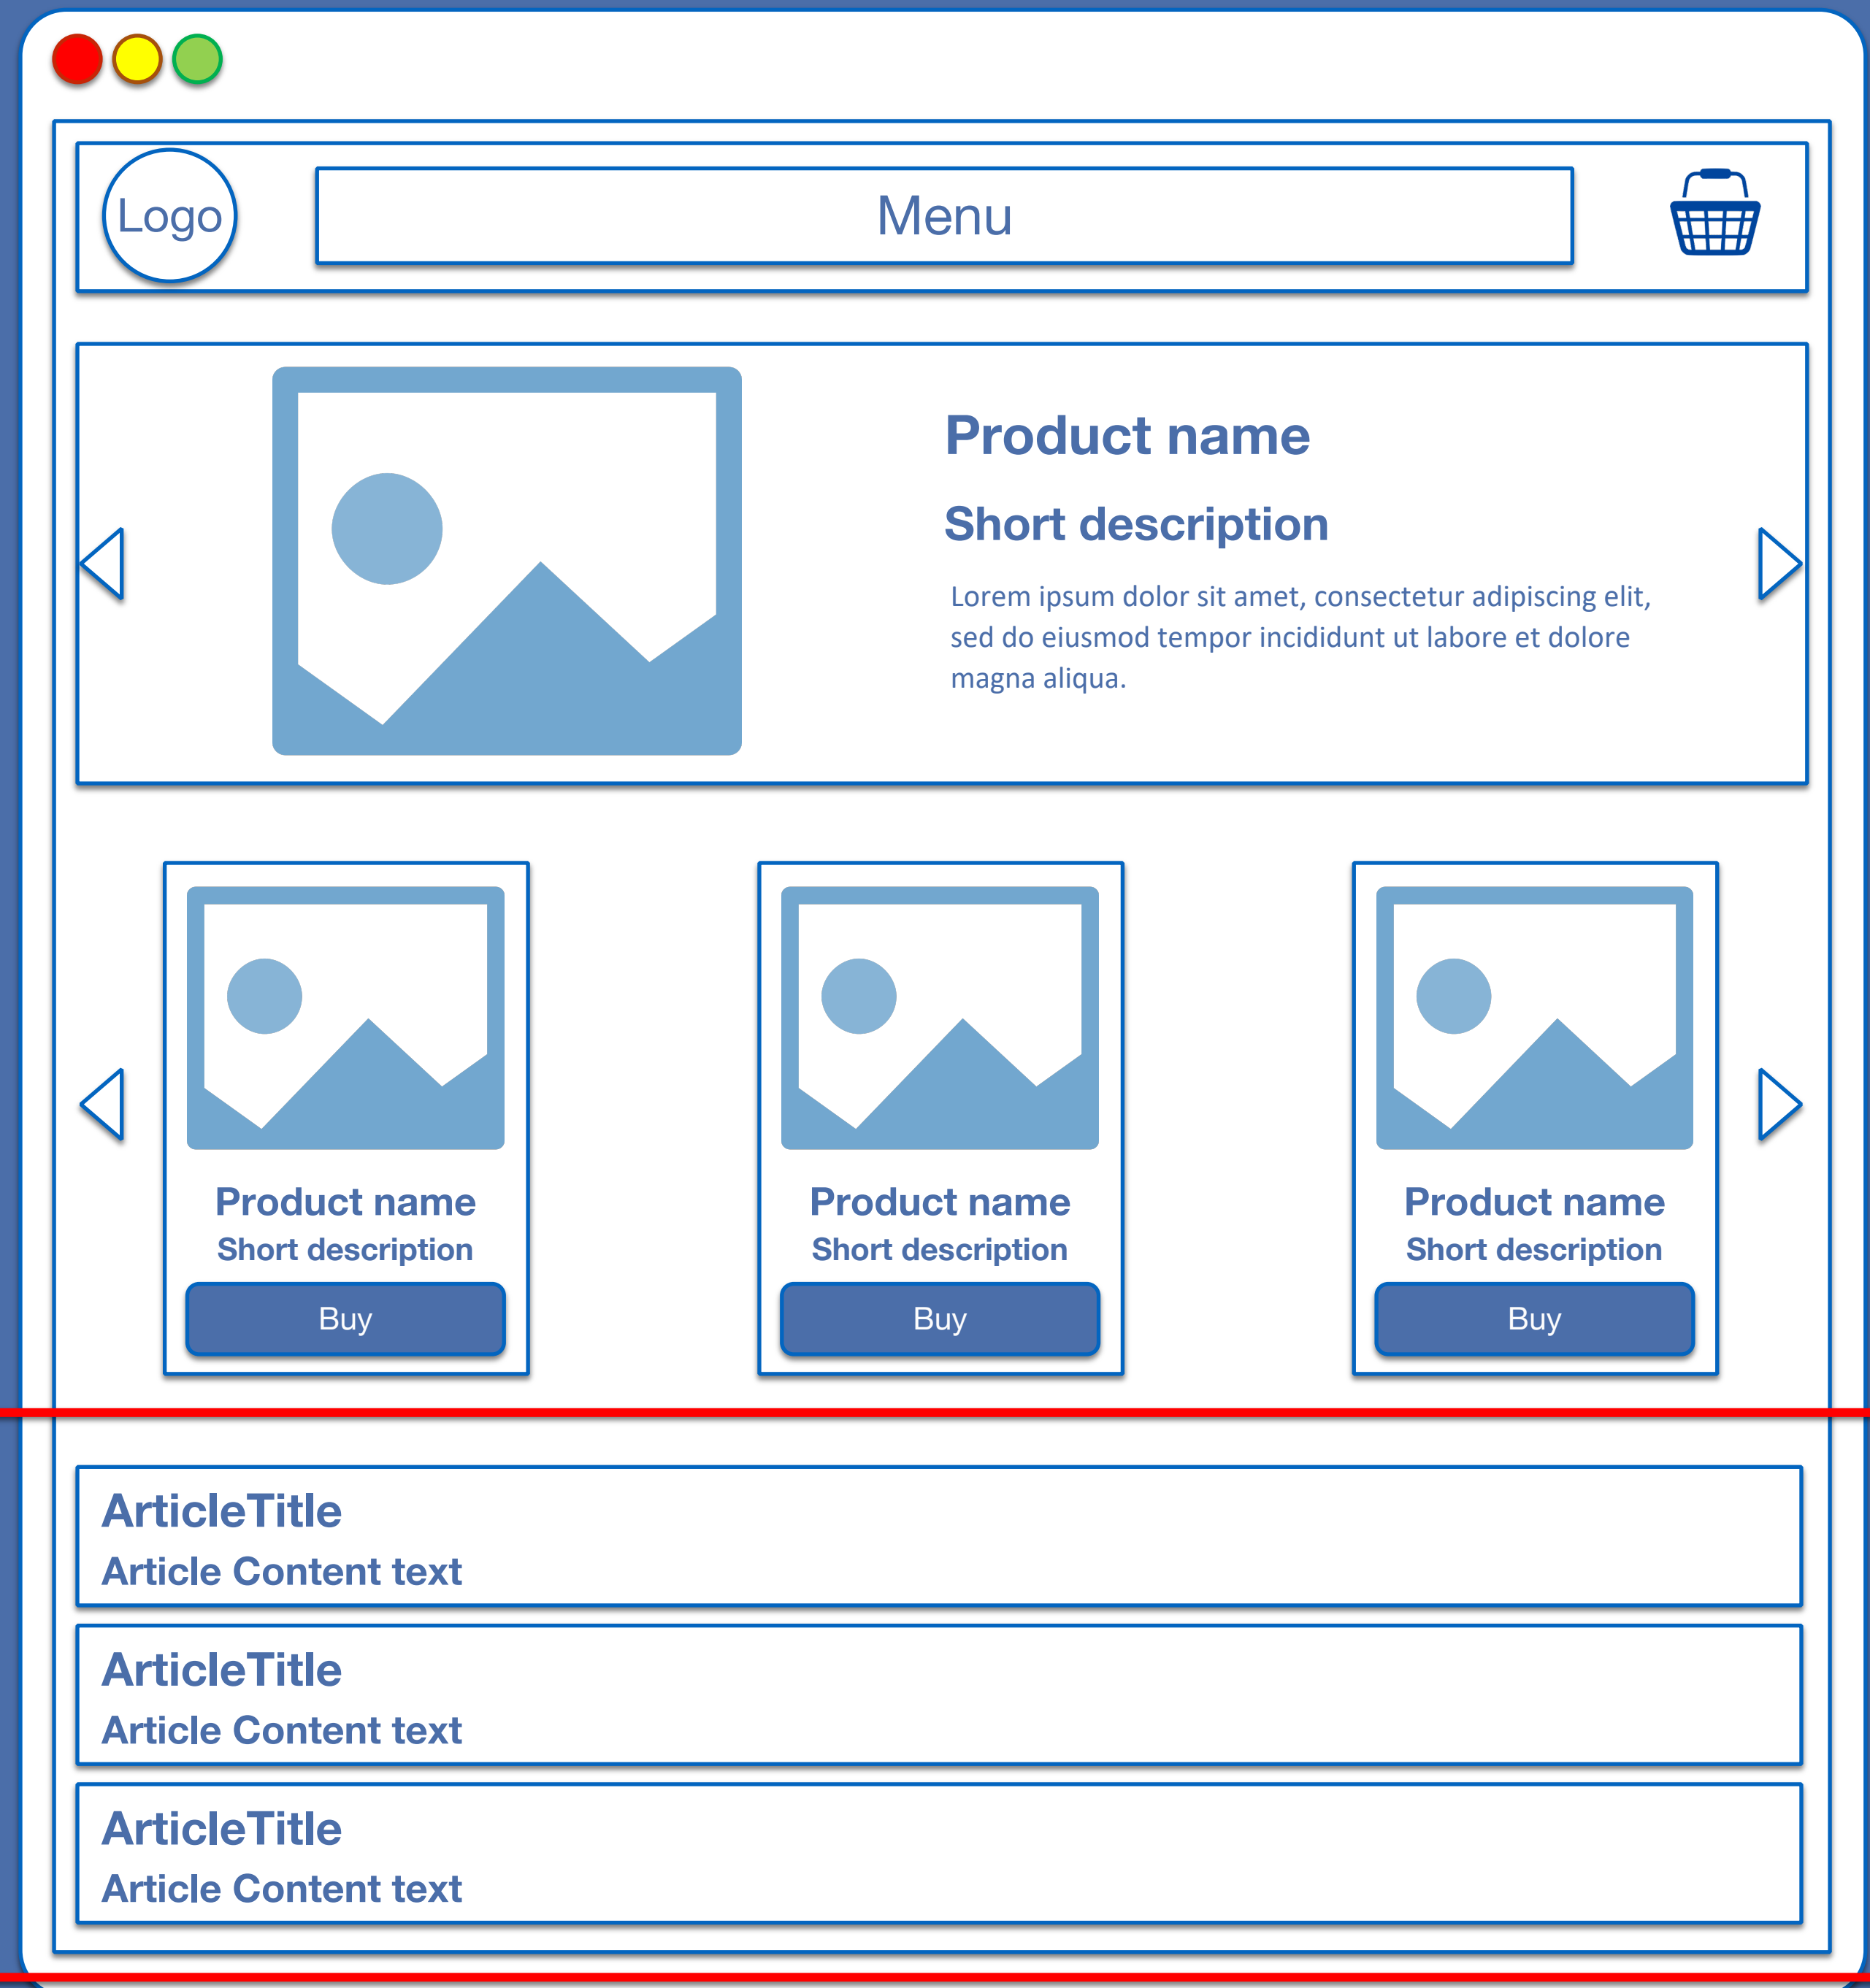 Logo
Menu
Product name
Short description
Lorem ipsum dolor sit amet, consectetur adipiscing elit,
sed do eiusmod tempor incididunt ut labore et dolore
magna aliqua.
Product name
Short description
Buy
Product name
Short description
Buy
Product name
Short description
Buy
ArticleTitle
Article Content text
ArticleTitle
Article Content text
ArticleTitle
Article Content text